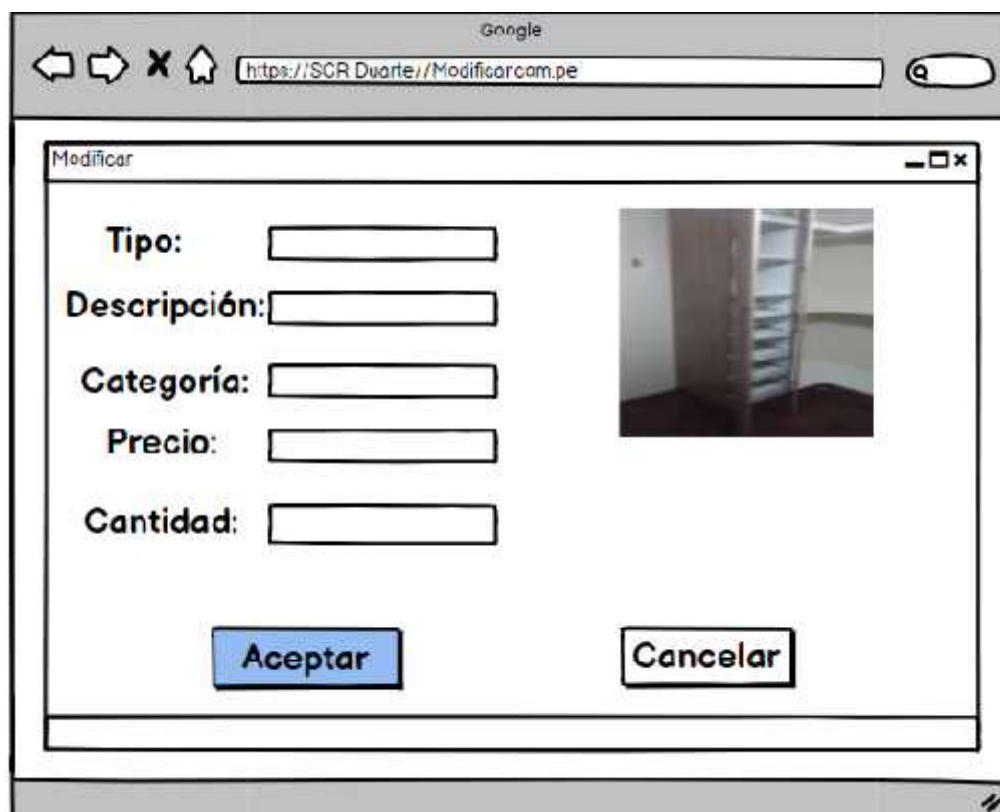 Google
https://SCR Duarte//Modificarcom.pe
Modificar
Tipo:
Descripción:
Categoría:
Precio:
Cantidad:
Aceptar
Cancelar